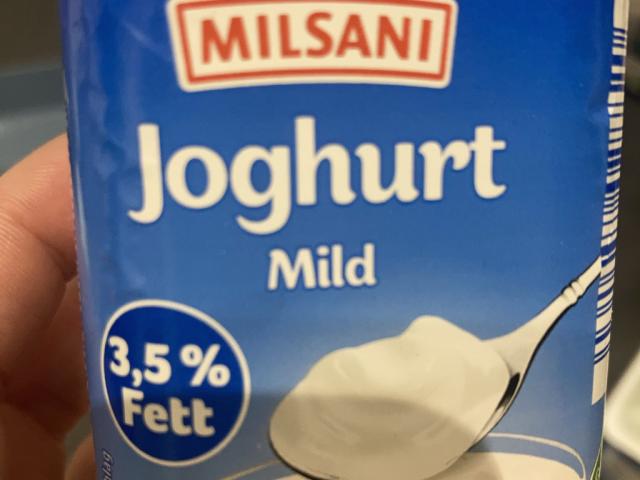 MILSANI
Joghurt
Mild
3,5 %
Fett